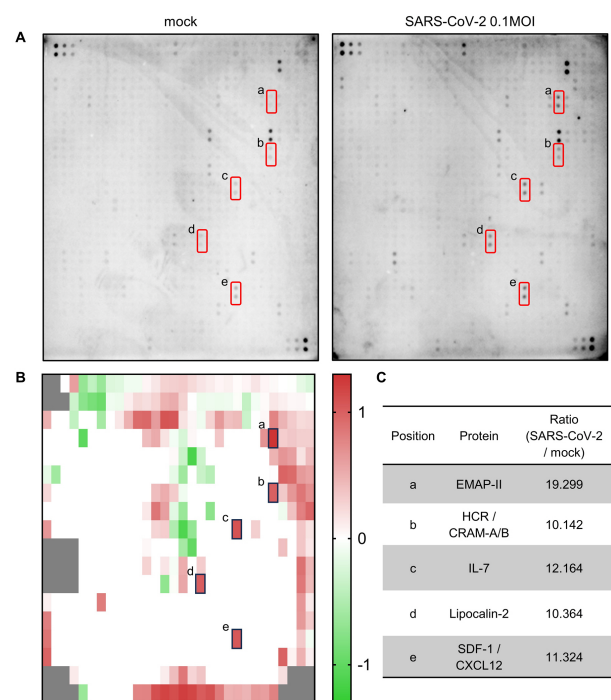 mock
SARS-CoV-2 0.1MOI
A
a
b
c
d
e
a
b
c
d
e
B
a
b
c
d
e
1
0
-1
C
Position Protein Ratio (SARS-CoV-2 / mock)
a EMAP-II 19.299
b HCR / CRAM-A/B 10.142
c IL-7 12.164
d Lipocalin-2 10.364
e SDF-1 / CXCL12 11.324